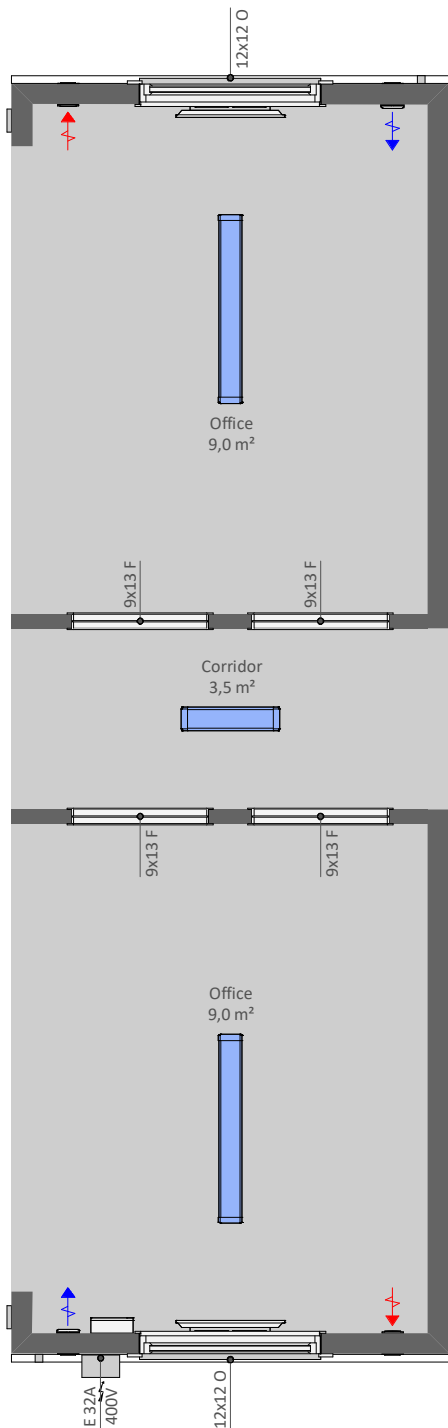 12x12 O
Office
9,0 m²
9x13 F
9x13 F
Corridor
3,5 m²
9x13 F
9x13 F
Office
9,0 m²
E 32A
400V
12x12 O